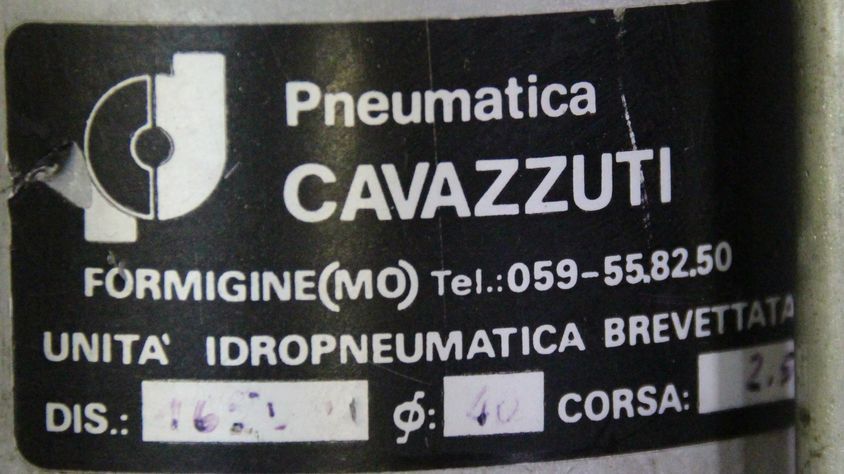 Pneumatica
CAVAZZUTI
FORMIGINE(MO) Tel.:059-55.82.50
UNITA' IDROPNEUMATICA BREVETTATA
DIS.: ø: 40 CORSA: